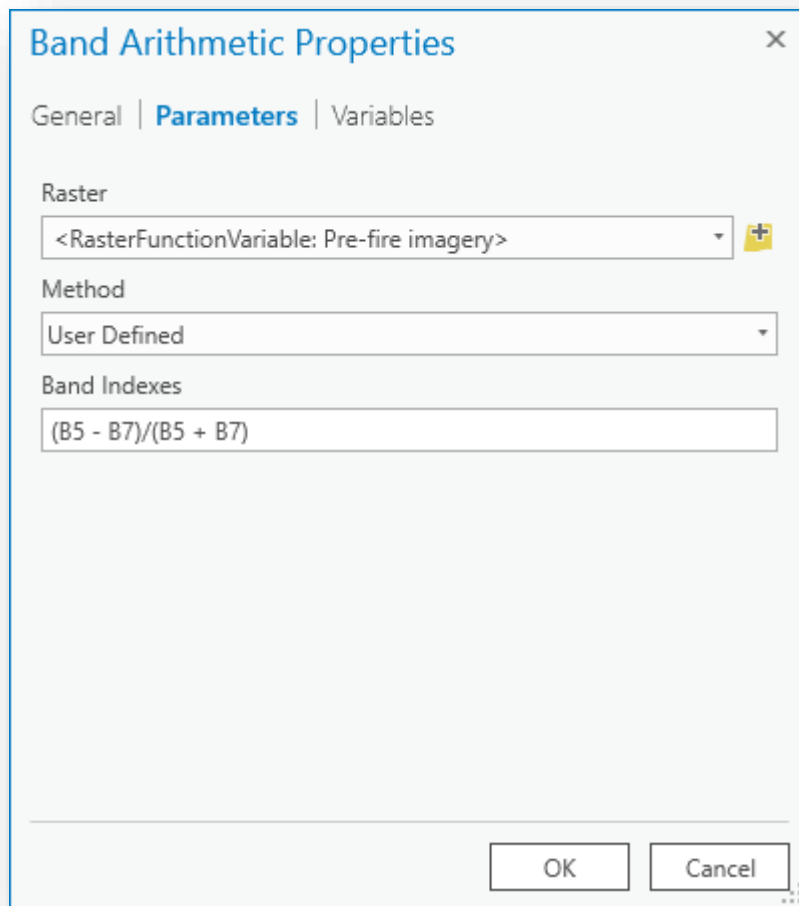 Band Arithmetic Properties
General | Parameters | Variables
Raster
<RasterFunctionVariable: Pre-fire imagery>
Method
User Defined
Band Indexes
(B5 - B7)/(B5 + B7)
OK Cancel